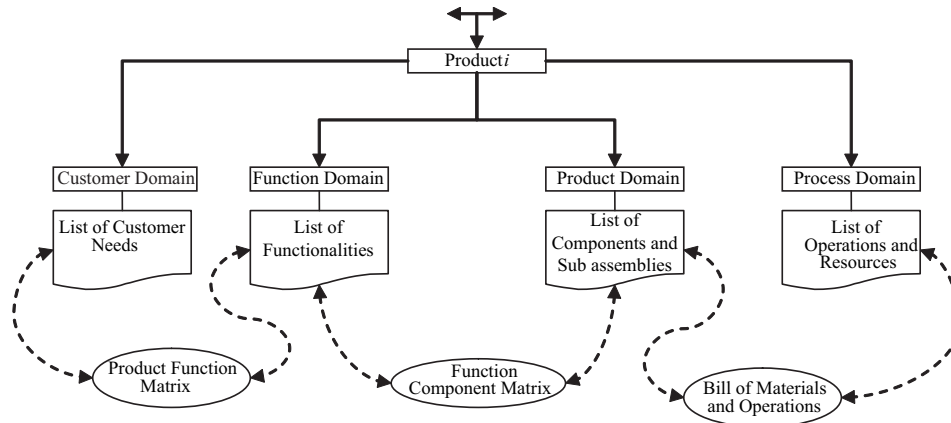 Product i
Customer Domain
Function Domain
Product Domain
Process Domain
List of Customer
Needs
List of
Functionalities
List of
Components and
Sub assemblies
List of
Operations and
Resources
Product Function
Matrix
Function
Component Matrix
Bill of Materials
and Operations